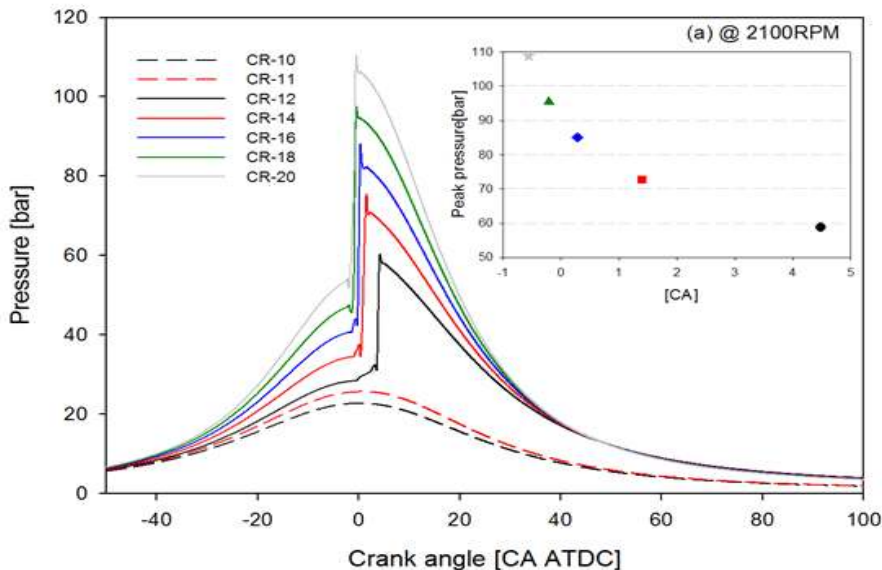 (a) @ 2100RPM
CR-10
CR-11
CR-12
CR-14
CR-16
CR-18
CR-20
Pressure [bar]
120
100
80
60
40
20
0
-40
-20
0
20
40
60
80
100
Crank angle [CA ATDC]
Peak pressure[bar]
110
100
90
80
70
60
50
-1
0
1
2
3
4
5
[CA]